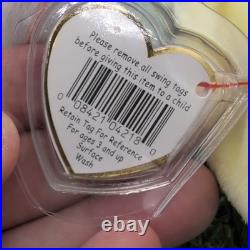 Please remove all swing tags
before giving this item to a child
0 08421 04218 0
Retain Tag For Reference
For ages 3 and up
Surface
Wash